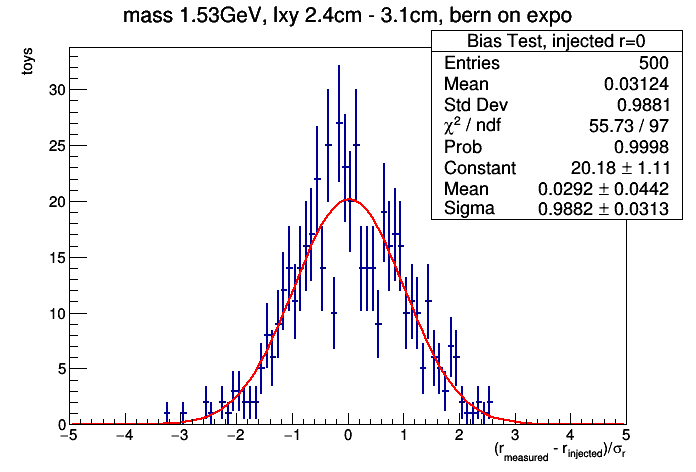 mass 1.53GeV, lxy 2.4cm - 3.1cm, bern on expo
Bias Test, injected r=0
Entries 500
Mean 0.03124
Std Dev 0.9881
χ² / ndf 55.73 / 97
Prob 0.9998
Constant 20.18 ± 1.11
Mean 0.0292 ± 0.0442
Sigma 0.9882 ± 0.0313
toys
30
25
20
15
10
5
0
−5 −4 −3 −2 −1 0 1 2 3 4 5
(r_measured - r_injected)/σ_r